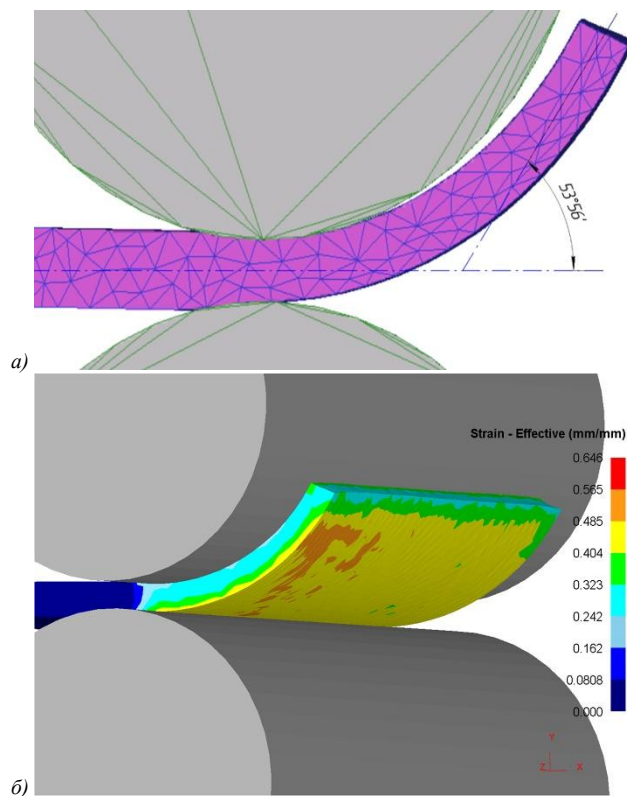 53°56'
а)
Strain - Effective (mm/mm)
0.646
0.565
0.485
0.404
0.323
0.242
0.162
0.0808
0.000
Y
Z X
б)